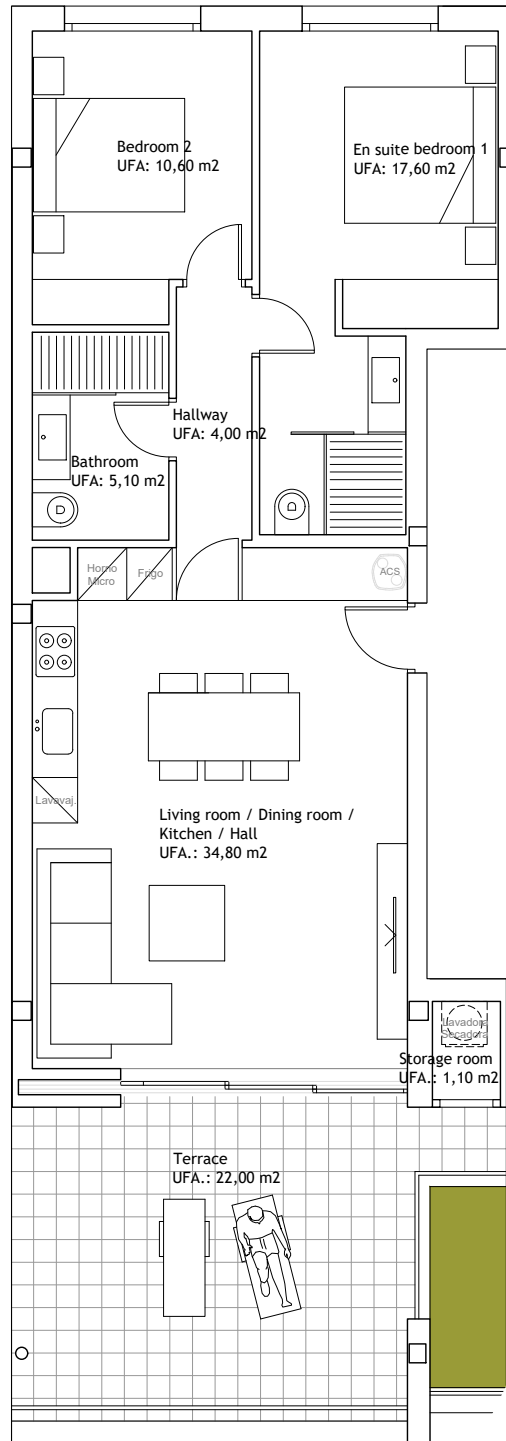 Bedroom 2
UFA: 10,60 m2
En suite bedroom 1
UFA: 17,60 m2
Hallway
UFA: 4,00 m2
Bathroom
UFA: 5,10 m2
Horno
Micro
Frigo
ACS
Lavavaj.
Living room / Dining room /
Kitchen / Hall
UFA.: 34,80 m2
Lavadora
Secadora
Storage room
UFA.: 1,10 m2
Terrace
UFA.: 22,00 m2